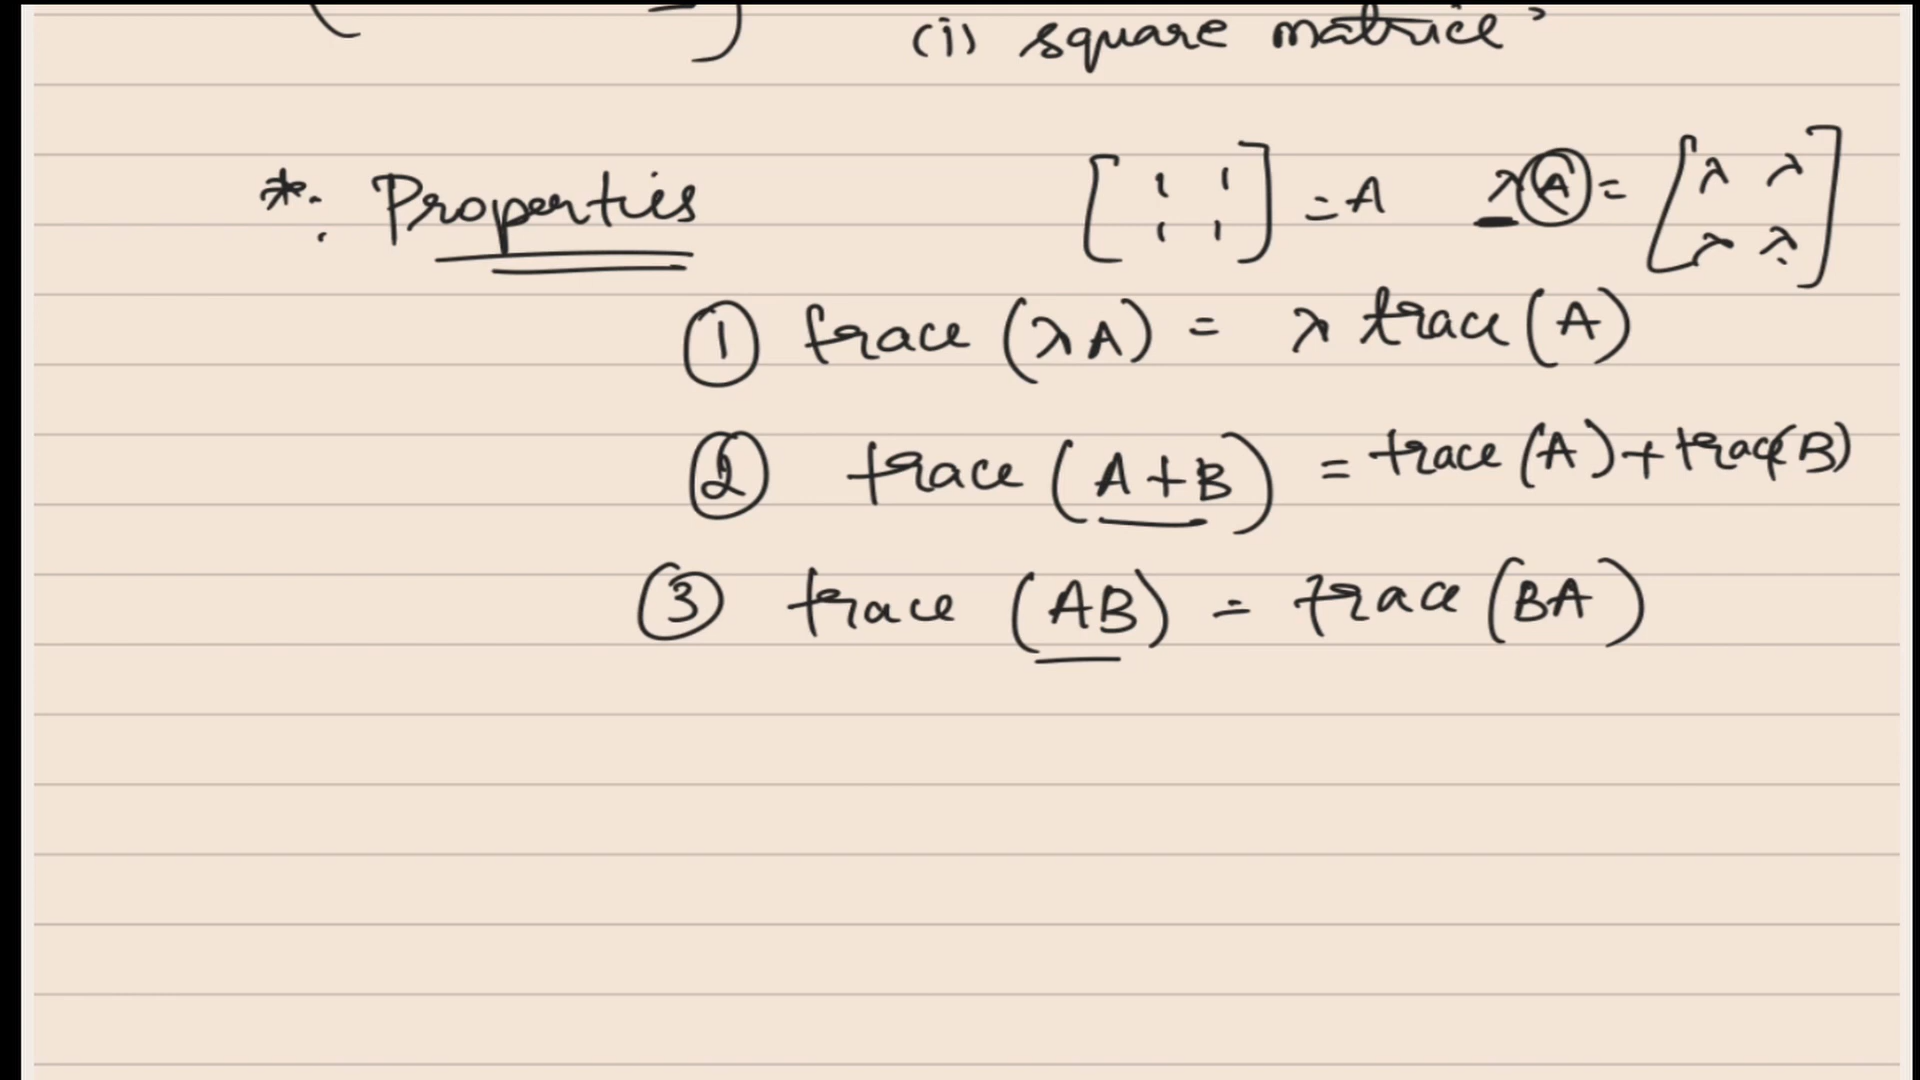 (i) square matrice
*: Properties [1 1 1 1] = A λA = [λ λ λ λ]
① trace (λA) = λ trace (A)
② trace (A+B) = trace (A) + trace(B)
③ trace (AB) = trace (BA)